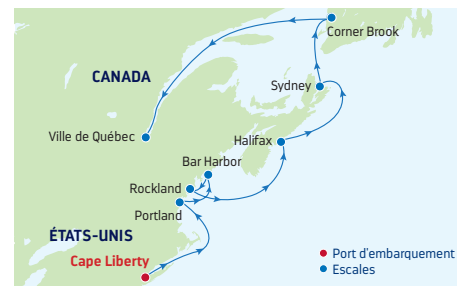 Corner Brook
CANADA
Sydney
Ville de Québec
Halifax
Bar Harbor
Rockland
Portland
ÉTATS-UNIS
Cape Liberty
Port d'embarquement
Escales